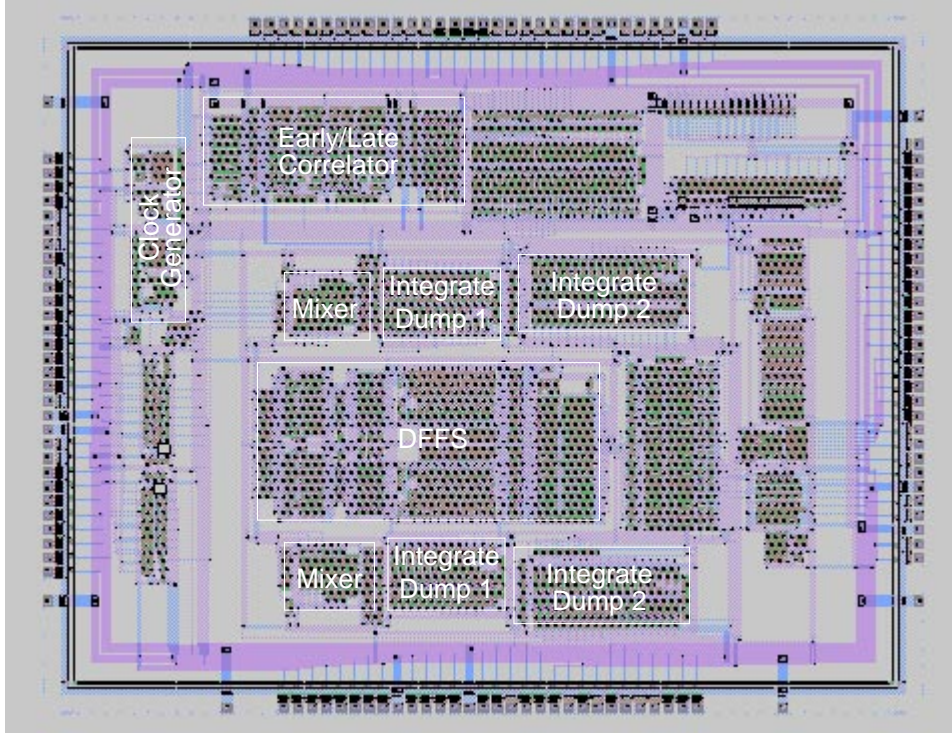 Early/Late
Correlator
Clock
Generator
Mixer
Integrate
Dump 1
Integrate
Dump 2
DFFS
Mixer
Integrate
Dump 1
Integrate
Dump 2